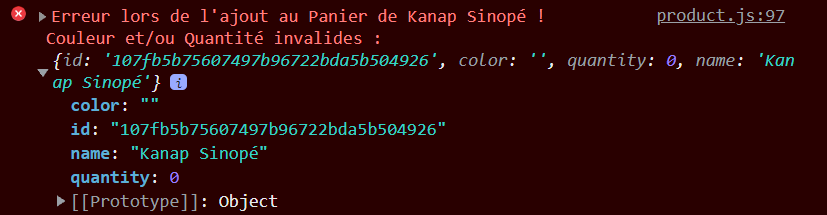 Erreur lors de l'ajout au Panier de Kanap Sinopé ! product.js:97
Couleur et/ou Quantité invalides :
{id: '107fb5b75607497b96722bda5b504926', color: '', quantity: 0, name: 'Kan
ap Sinopé'} i
color: ""
id: "107fb5b75607497b96722bda5b504926"
name: "Kanap Sinopé"
quantity: 0
[[Prototype]]: Object